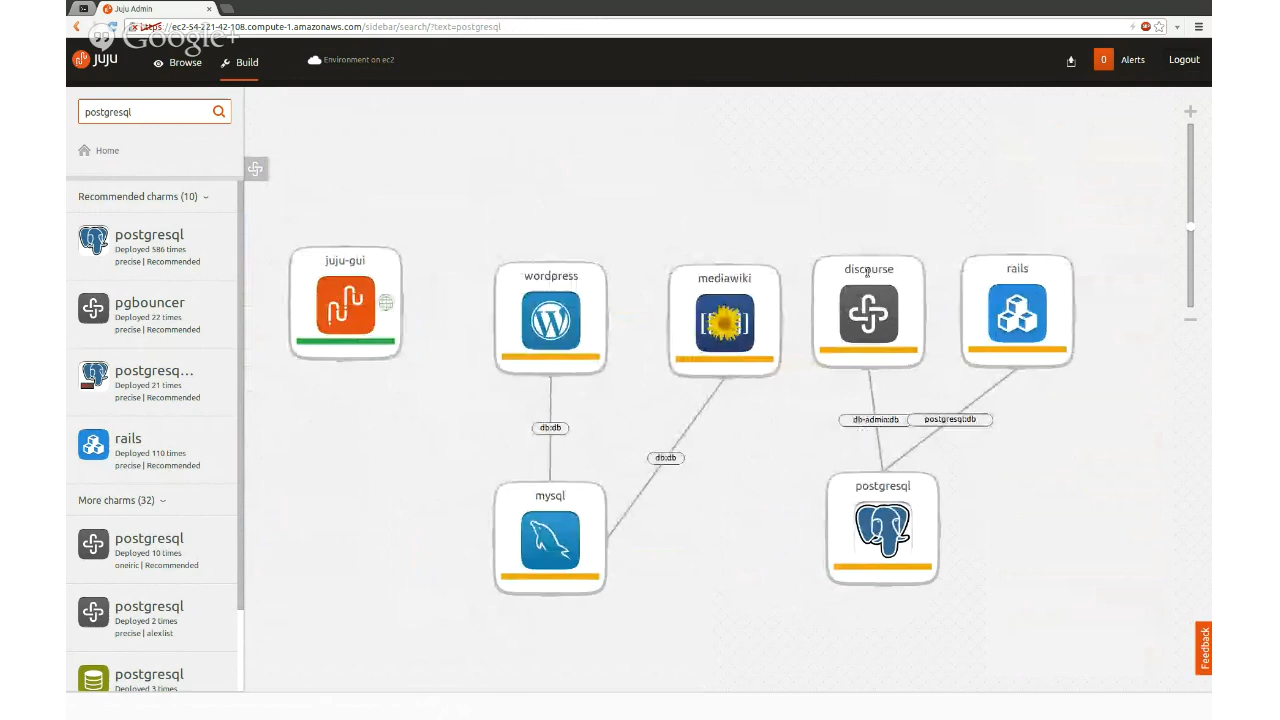 Juju Admin
https://ec2-54-221-42-108.compute-1.amazonaws.com/sidebar/search/?text=postgresql
Google+
juju
Browse
Build
Environment on ec2
0
Alerts
Logout
postgresql
Home
Recommended charms (10)
postgresql
Deployed 586 times
precise | Recommended
pgbouncer
Deployed 22 times
precise | Recommended
postgresq...
Deployed 21 times
precise | Recommended
rails
Deployed 110 times
precise | Recommended
More charms (32)
postgresql
Deployed 10 times
oneiric | Recommended
postgresql
Deployed 2 times
precise | alexlist
postgresql
Deployed 3 times
juju-gui
wordpress
mediawiki
discourse
rails
db:db
db:db
db-admin:db
postgresql:db
mysql
postgresql
Feedback